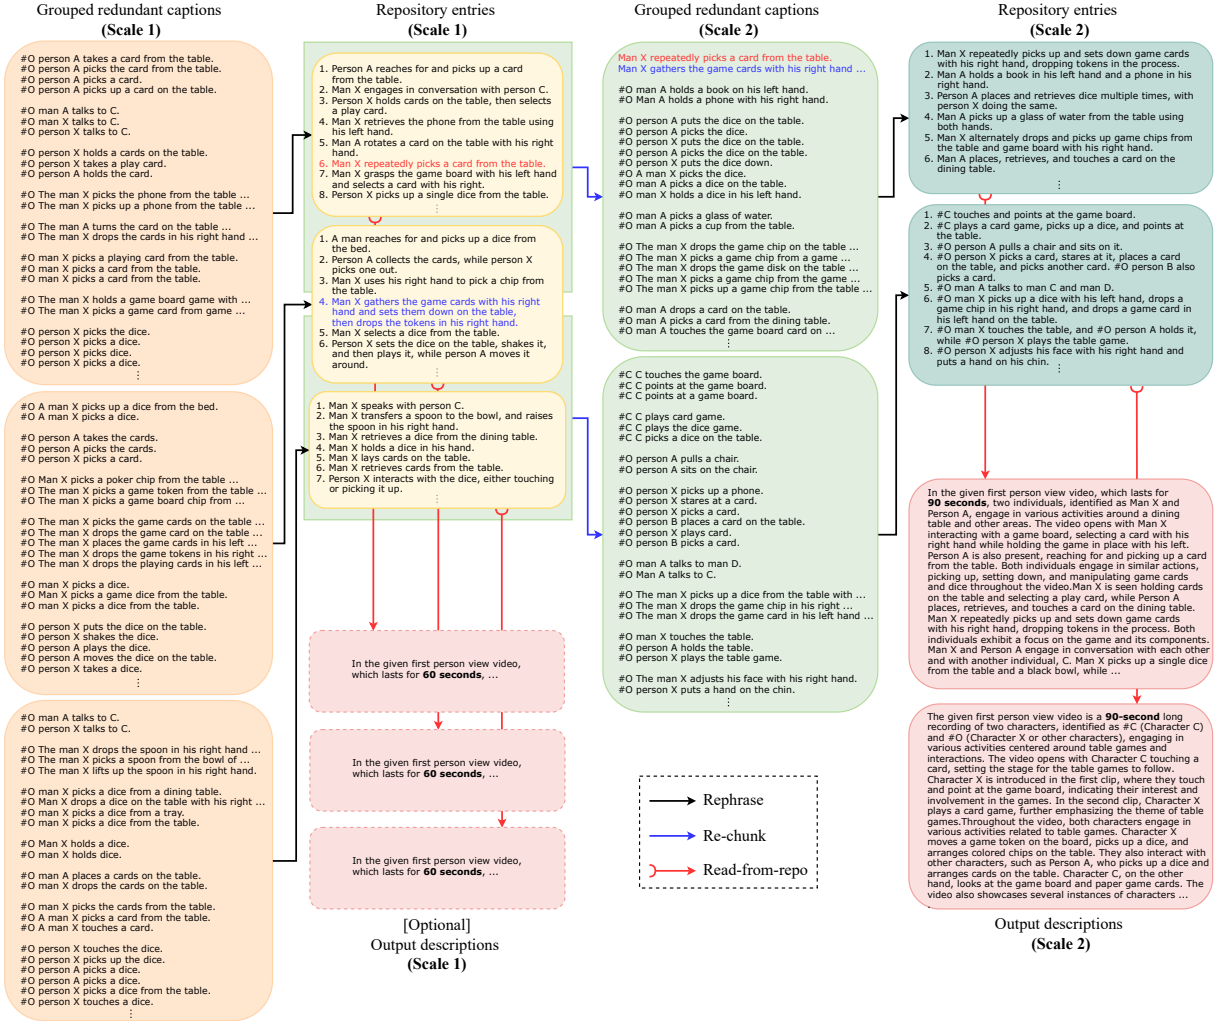 Grouped redundant captions
(Scale 1)
#O person A takes a card from the table.
#O person A picks the card from the table.
#O person A picks a card.
#O person A picks up a card on the table.
#O man A talks to C.
#O man X talks to C.
#O person X talks to C.
#O person X holds a cards on the table.
#O person X takes a play card.
#O person A holds the card.
#O The man X picks the phone from the table ...
#O The man X picks up a phone from the table ...
#O The man A turns the card on the table ...
#O The man X drops the cards in his right hand ...
#O man X picks a playing card from the table.
#O man X picks a card from the table.
#O man X picks a card from the table.
#O The man X holds a game board game with ...
#O The man X picks a game card from game ...
#O person X picks the dice.
#O person X picks a dice.
#O person X picks a dice.
#O person X picks a dice.
⋮
#O A man X picks up a dice from the bed.
#O A man X picks a dice.
#O person A takes the cards.
#O person A picks the cards.
#O person X picks a card.
#O Man X picks a poker chip from the table ...
#O The man X picks a game token from the table ...
#O The man X picks a game board chip from ...
#O The man X picks the game cards on the table ...
#O The man X drops the game card on the table ...
#O The man X places the game cards in his left ...
#O The man X drops the game tokens in his right ...
#O The man X drops the playing cards in his left ...
#O man X picks a dice.
#O Man X picks a game dice from the table.
#O man X picks a dice from the table.
#O person X puts the dice on the table.
#O person X shakes the dice.
#O person A plays the dice.
#O person A moves the dice on the table.
#O person X takes a dice.
⋮
#O man A talks to C.
#O person X talks to C.
#O The man X drops the spoon in his right hand ...
#O The man X picks a spoon from the bowl of ...
#O The man X lifts up the spoon in his right hand.
#O man X picks a dice from a dining table.
#O Man X drops a dice on the table with his right ...
#O man X picks a dice from a tray.
#O man X picks a dice from the table.
#O Man X holds a dice.
#O man X holds dice.
#O man A places a cards on the table.
#O man X drops the cards on the table.
#O man X picks the cards from the table.
#O A man X picks a card from the table.
#O A man X touches a card.
#O person X touches the dice.
#O person X picks up the dice.
#O person A picks a dice.
#O person A picks a dice.
#O person X picks a dice from the table.
#O person X touches a dice.
⋮
Repository entries
(Scale 1)
1. Person A reaches for and picks up a card
from the table.
2. Man X engages in conversation with person C.
3. Person X holds cards on the table, then selects
a play card.
4. Man X retrieves the phone from the table using
his left hand.
5. Man A rotates a card on the table with his right
hand.
6. Man X repeatedly picks a card from the table.
7. Man X grasps the game board with his left hand
and selects a card with his right.
8. Person X picks up a single dice from the table.
⋮
1. A man reaches for and picks up a dice from
the bed.
2. Person A collects the cards, while person X
picks one out.
3. Man X uses his right hand to pick a chip from
the table.
4. Man X gathers the game cards with his right
hand and sets them down on the table,
then drops the tokens in his right hand.
5. Man X selects a dice from the table.
6. Person X sets the dice on the table, shakes it,
and then plays it, while person A moves it
around.
⋮
1. Man X speaks with person C.
2. Man X transfers a spoon to the bowl, and raises
the spoon in his right hand.
3. Man X retrieves a dice from the dining table.
4. Man X holds a dice in his hand.
5. Man X lays cards on the table.
6. Man X retrieves cards from the table.
7. Person X interacts with the dice, either touching
or picking it up.
⋮
In the given first person view video,
which lasts for 60 seconds, ...
In the given first person view video,
which lasts for 60 seconds, ...
In the given first person view video,
which lasts for 60 seconds, ...
[Optional]
Output descriptions
(Scale 1)
Grouped redundant captions
(Scale 2)
Man X repeatedly picks a card from the table.
Man X gathers the game cards with his right hand ...
#O man A holds a book on his left hand.
#O Man A holds a phone with his right hand.
#O person A puts the dice on the table.
#O person A picks the dice.
#O person X puts the dice on the table.
#O person A picks the dice on the table.
#O person X puts the dice down.
#O A man X picks the dice.
#O man A picks a dice on the table.
#O man X holds a dice in his left hand.
#O man A picks a glass of water.
#O man A picks a cup from the table.
#O The man X drops the game chip on the table ...
#O The man X picks a game chip from a game ...
#O The man X drops the game disk on the table ...
#O The man X picks a game chip from the game ...
#O The man X picks up a game chip from the table ...
#O man A drops a card on the table.
#O man A picks a card from the dining table.
#O man A touches the game board card on ...
⋮
#C C touches the game board.
#C C points at the game board.
#C C points at a game board.
#C C plays card game.
#C C plays the dice game.
#C C picks a dice on the table.
#O person A pulls a chair.
#O person A sits on the chair.
#O person X picks up a phone.
#O person X stares at a card.
#O person X picks a card.
#O person B places a card on the table.
#O person X plays card.
#O person B picks a card.
#O man A talks to man D.
#O Man A talks to C.
#O The man X picks up a dice from the table with ...
#O The man X drops the game chip in his right ...
#O The man X drops the game card in his left hand ...
#O man X touches the table.
#O person A holds the table.
#O person X plays the table game.
#O The man X adjusts his face with his right hand.
#O person X puts a hand on the chin.
⋮
Rephrase
Re-chunk
Read-from-repo
Repository entries
(Scale 2)
1. Man X repeatedly picks up and sets down game cards
with his right hand, dropping tokens in the process.
2. Man A holds a book in his left hand and a phone in his
right hand.
3. Person A places and retrieves dice multiple times, with
person X doing the same.
4. Man A picks up a glass of water from the table using
both hands.
5. Man X alternately drops and picks up game chips from
the table and game board with his right hand.
6. Man A places, retrieves, and touches a card on the
dining table.
⋮
1. #C touches and points at the game board.
2. #C plays a card game, picks up a dice, and points at
the table.
3. #O person A pulls a chair and sits on it.
4. #O person X picks a card, stares at it, places a card
on the table, and picks another card. #O person B also
picks a card.
5. #O man A talks to man C and man D.
6. #O man X picks up a dice with his left hand, drops a
game chip in his right hand, and drops a game card in
his left hand on the table.
7. #O man X touches the table, and #O person A holds it,
while #O person X plays the table game.
8. #O person X adjusts his face with his right hand and
puts a hand on his chin.
⋮
In the given first person view video, which lasts for
90 seconds, two individuals, identified as Man X and
Person A, engage in various activities around a dining
table and other areas. The video opens with Man X
interacting with a game board, selecting a card with his
right hand while holding the game in place with his left.
Person A is also present, reaching for and picking up a card
from the table. Both individuals engage in similar actions,
picking up, setting down, and manipulating game cards
and dice throughout the video.Man X is seen holding cards
on the table and selecting a play card, while Person A
places, retrieves, and touches a card on the dining table.
Man X repeatedly picks up and sets down game cards
with his right hand, dropping tokens in the process. Both
individuals exhibit a focus on the game and its components.
Man X and Person A engage in conversation with each other
and with another individual, C. Man X picks up a single dice
from the table and a black bowl, while ...
The given first person view video is a 90-second long
recording of two characters, identified as #C (Character C)
and #O (Character X or other characters), engaging in
various activities centered around table games and
interactions. The video opens with Character C touching a
card, setting the stage for the table games to follow.
Character X is introduced in the first clip, where they touch
and point at the game board, indicating their interest and
involvement in the games. In the second clip, Character X
plays a card game, further emphasizing the theme of table
games.Throughout the video, both characters engage in
various activities related to table games. Character X
moves a game token on the board, picks up a dice, and
arranges colored chips on the table. They also interact with
other characters, such as Person A, who picks up a dice and
arranges cards on the table. Character C, on the other
hand, looks at the game board and paper game cards. The
video also showcases several instances of characters ...
Output descriptions
(Scale 2)